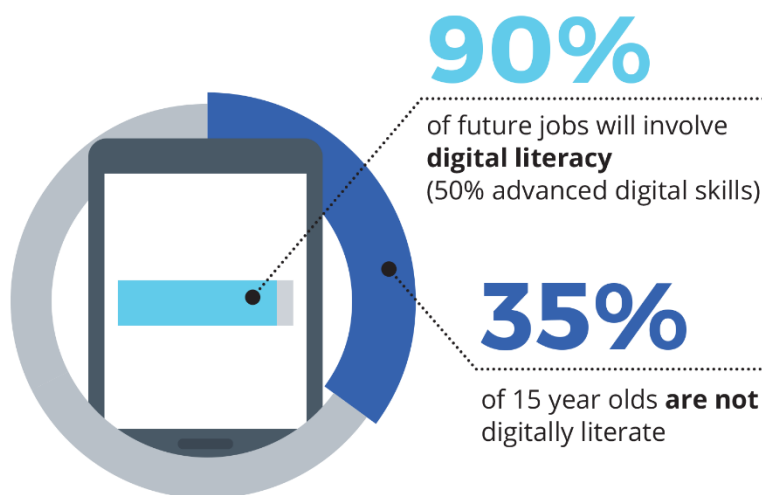 90%
of future jobs will involve
digital literacy
(50% advanced digital skills)
35%
of 15 year olds are not
digitally literate